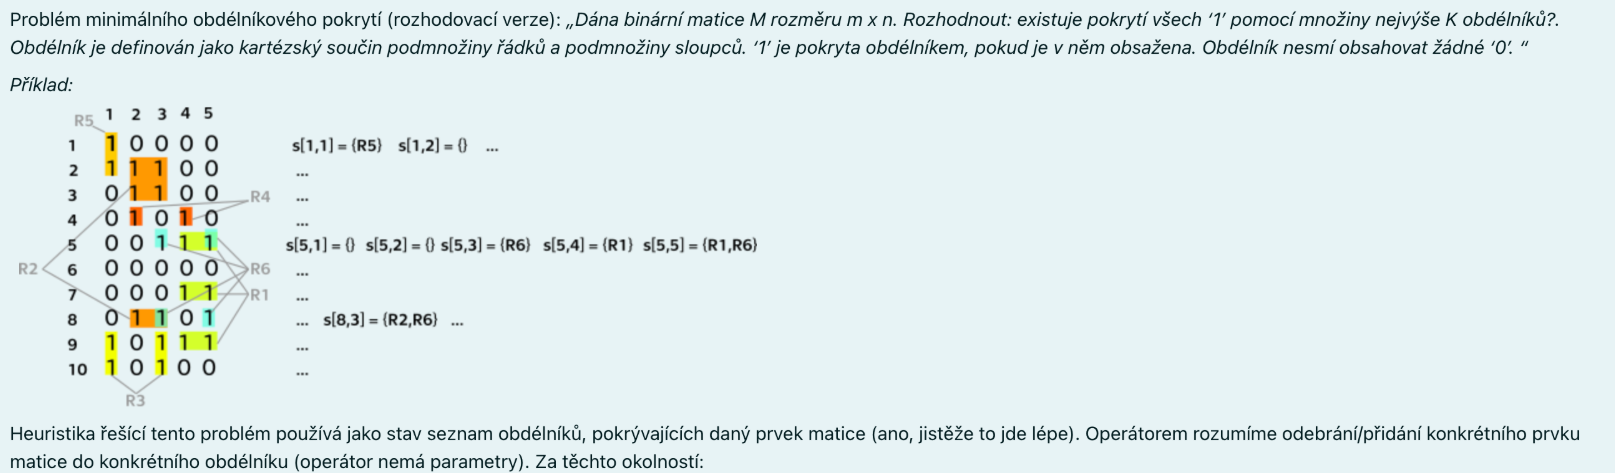 Problém minimálního obdélníkového pokrytí (rozhodovací verze): „Dána binární matice M rozměru m x n. Rozhodnout: existuje pokrytí všech ‘1’ pomocí množiny nejvýše K obdélníků?.
Obdélník je definován jako kartézský součin podmnožiny řádků a podmnožiny sloupců. ‘1’ je pokryta obdélníkem, pokud je v něm obsažena. Obdélník nesmí obsahovat žádné ‘0’. “
Příklad:
R5 1 2 3 4 5
1 1 0 0 0 0 s[1,1] = {R5} s[1,2] = {} ...
2 1 1 1 0 0 ...
3 0 1 1 0 0 ...
R4
4 0 1 0 1 0 ...
5 0 0 1 1 1 s[5,1] = {} s[5,2] = {} s[5,3] = {R6} s[5,4] = {R1} s[5,5] = {R1,R6}
R2 6 0 0 0 0 0 R6 ...
7 0 0 0 1 1 R1 ...
8 0 1 1 0 1 ... s[8,3] = {R2,R6} ...
9 1 0 1 1 1 ...
10 1 0 1 0 0 ...
R3
Heuristika řešící tento problém používá jako stav seznam obdélníků, pokrývajících daný prvek matice (ano, jistěže to jde lépe). Operátorem rozumíme odebrání/přidání konkrétního prvku
matice do konkrétního obdélníku (operátor nemá parametry). Za těchto okolností: